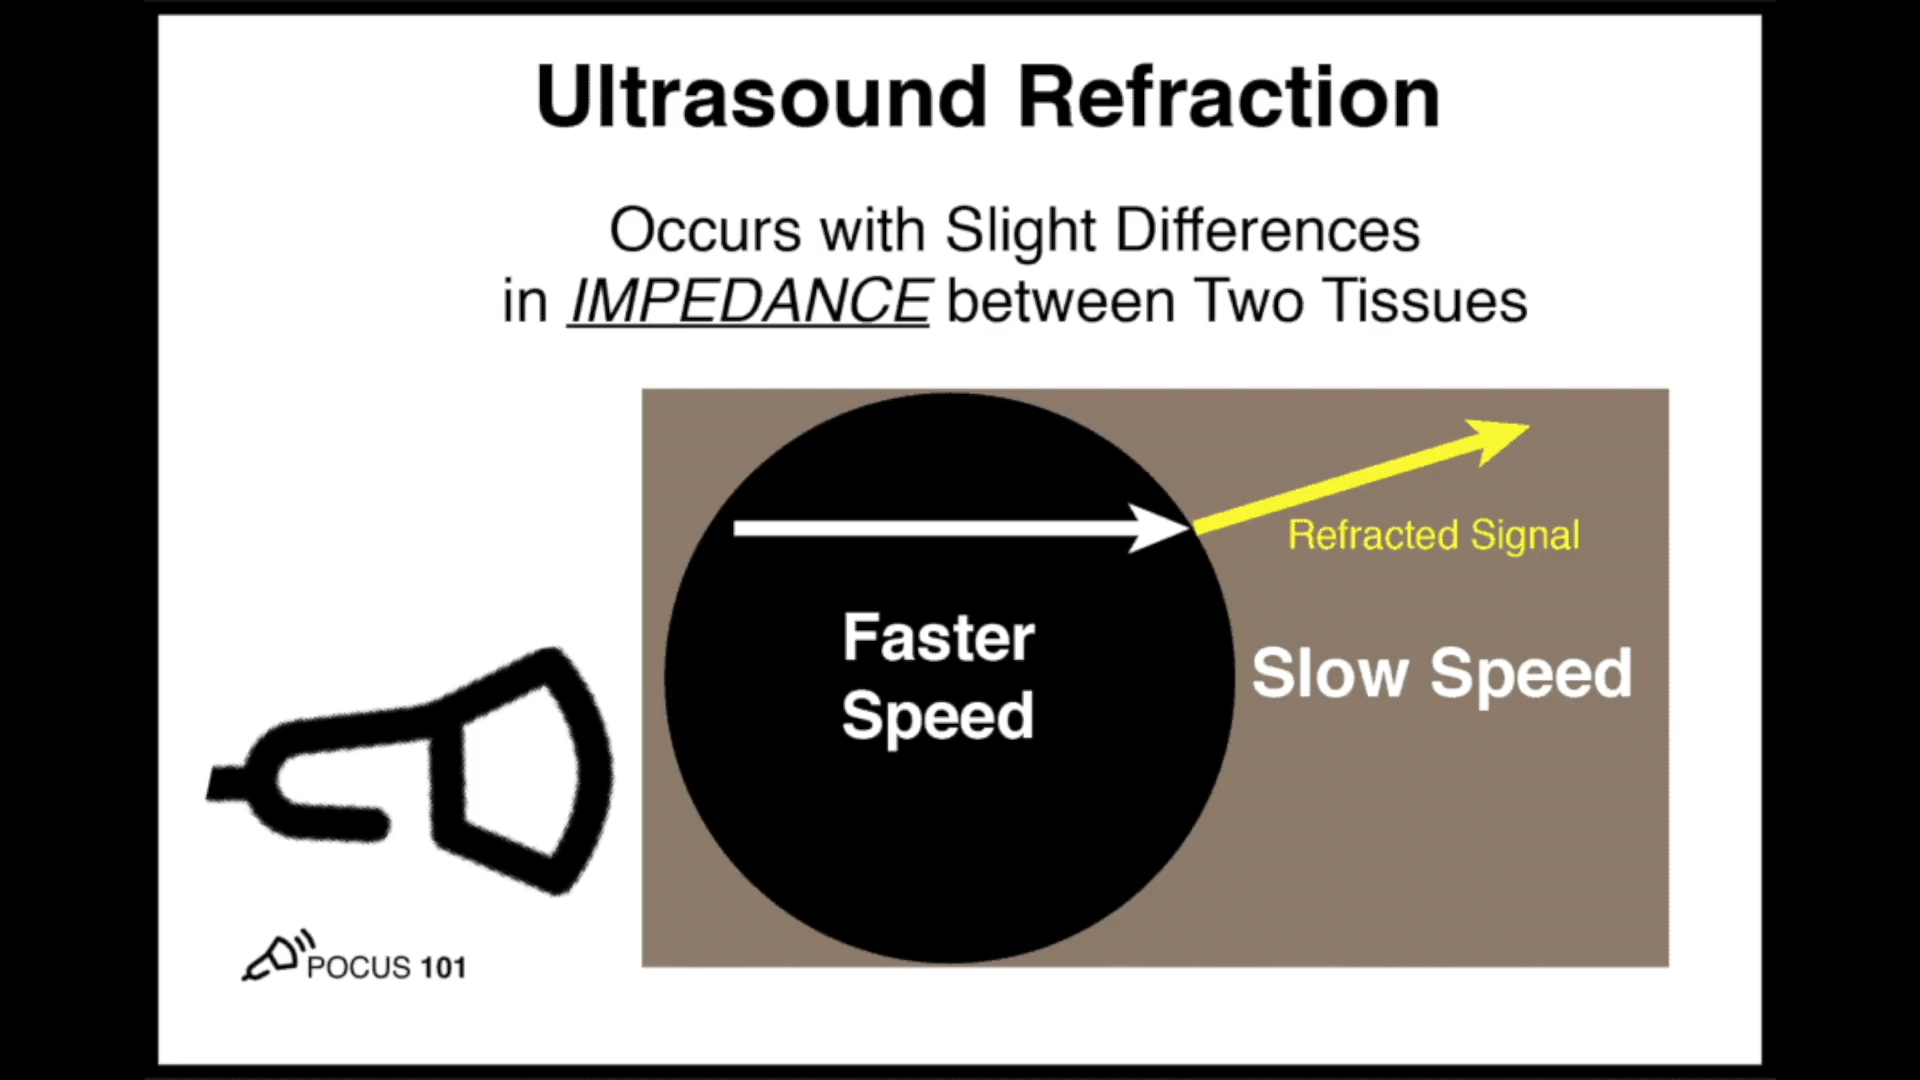 Ultrasound Refraction
Occurs with Slight Differences
in IMPEDANCE between Two Tissues
Refracted Signal
Faster
Speed
Slow Speed
POCUS 101